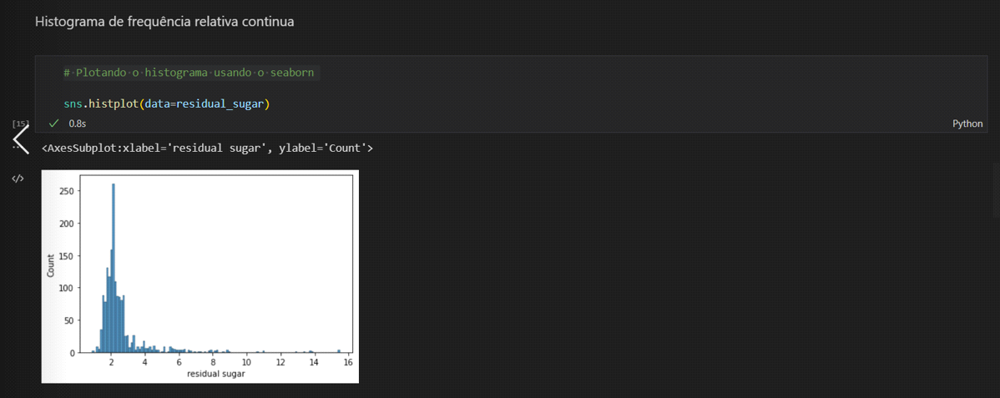 Histograma de frequência relativa continua
# Plotando o histograma usando o seaborn
sns.histplot(data=residual_sugar)
[15] 0.8s Python
<AxesSubplot:xlabel='residual sugar', ylabel='Count'>
250
200
150
100
50
0
Count
2 4 6 8 10 12 14 16
residual sugar